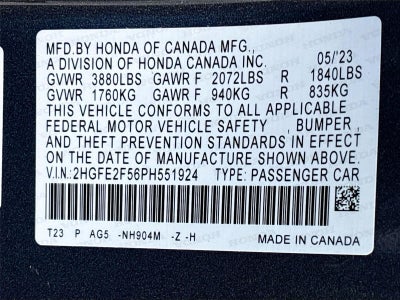 MFD.BY HONDA OF CANADA MFG.,
A DIVISION OF HONDA CANADA INC. 05/'23
GVWR 3880LBS GAWR F 2072LBS R 1840LBS
GVWR 1760KG GAWR F 940KG R 835KG
THIS VEHICLE CONFORMS TO ALL APPLICABLE
FEDERAL MOTOR VEHICLE SAFETY , BUMPER ,
AND THEFT PREVENTION STANDARDS IN EFFECT
ON THE DATE OF MANUFACTURE SHOWN ABOVE.
V.I.N: 2HGFE2F56PH551924 TYPE: PASSENGER CAR
T23 P AG5 -NH904M -Z -H
MADE IN CANADA